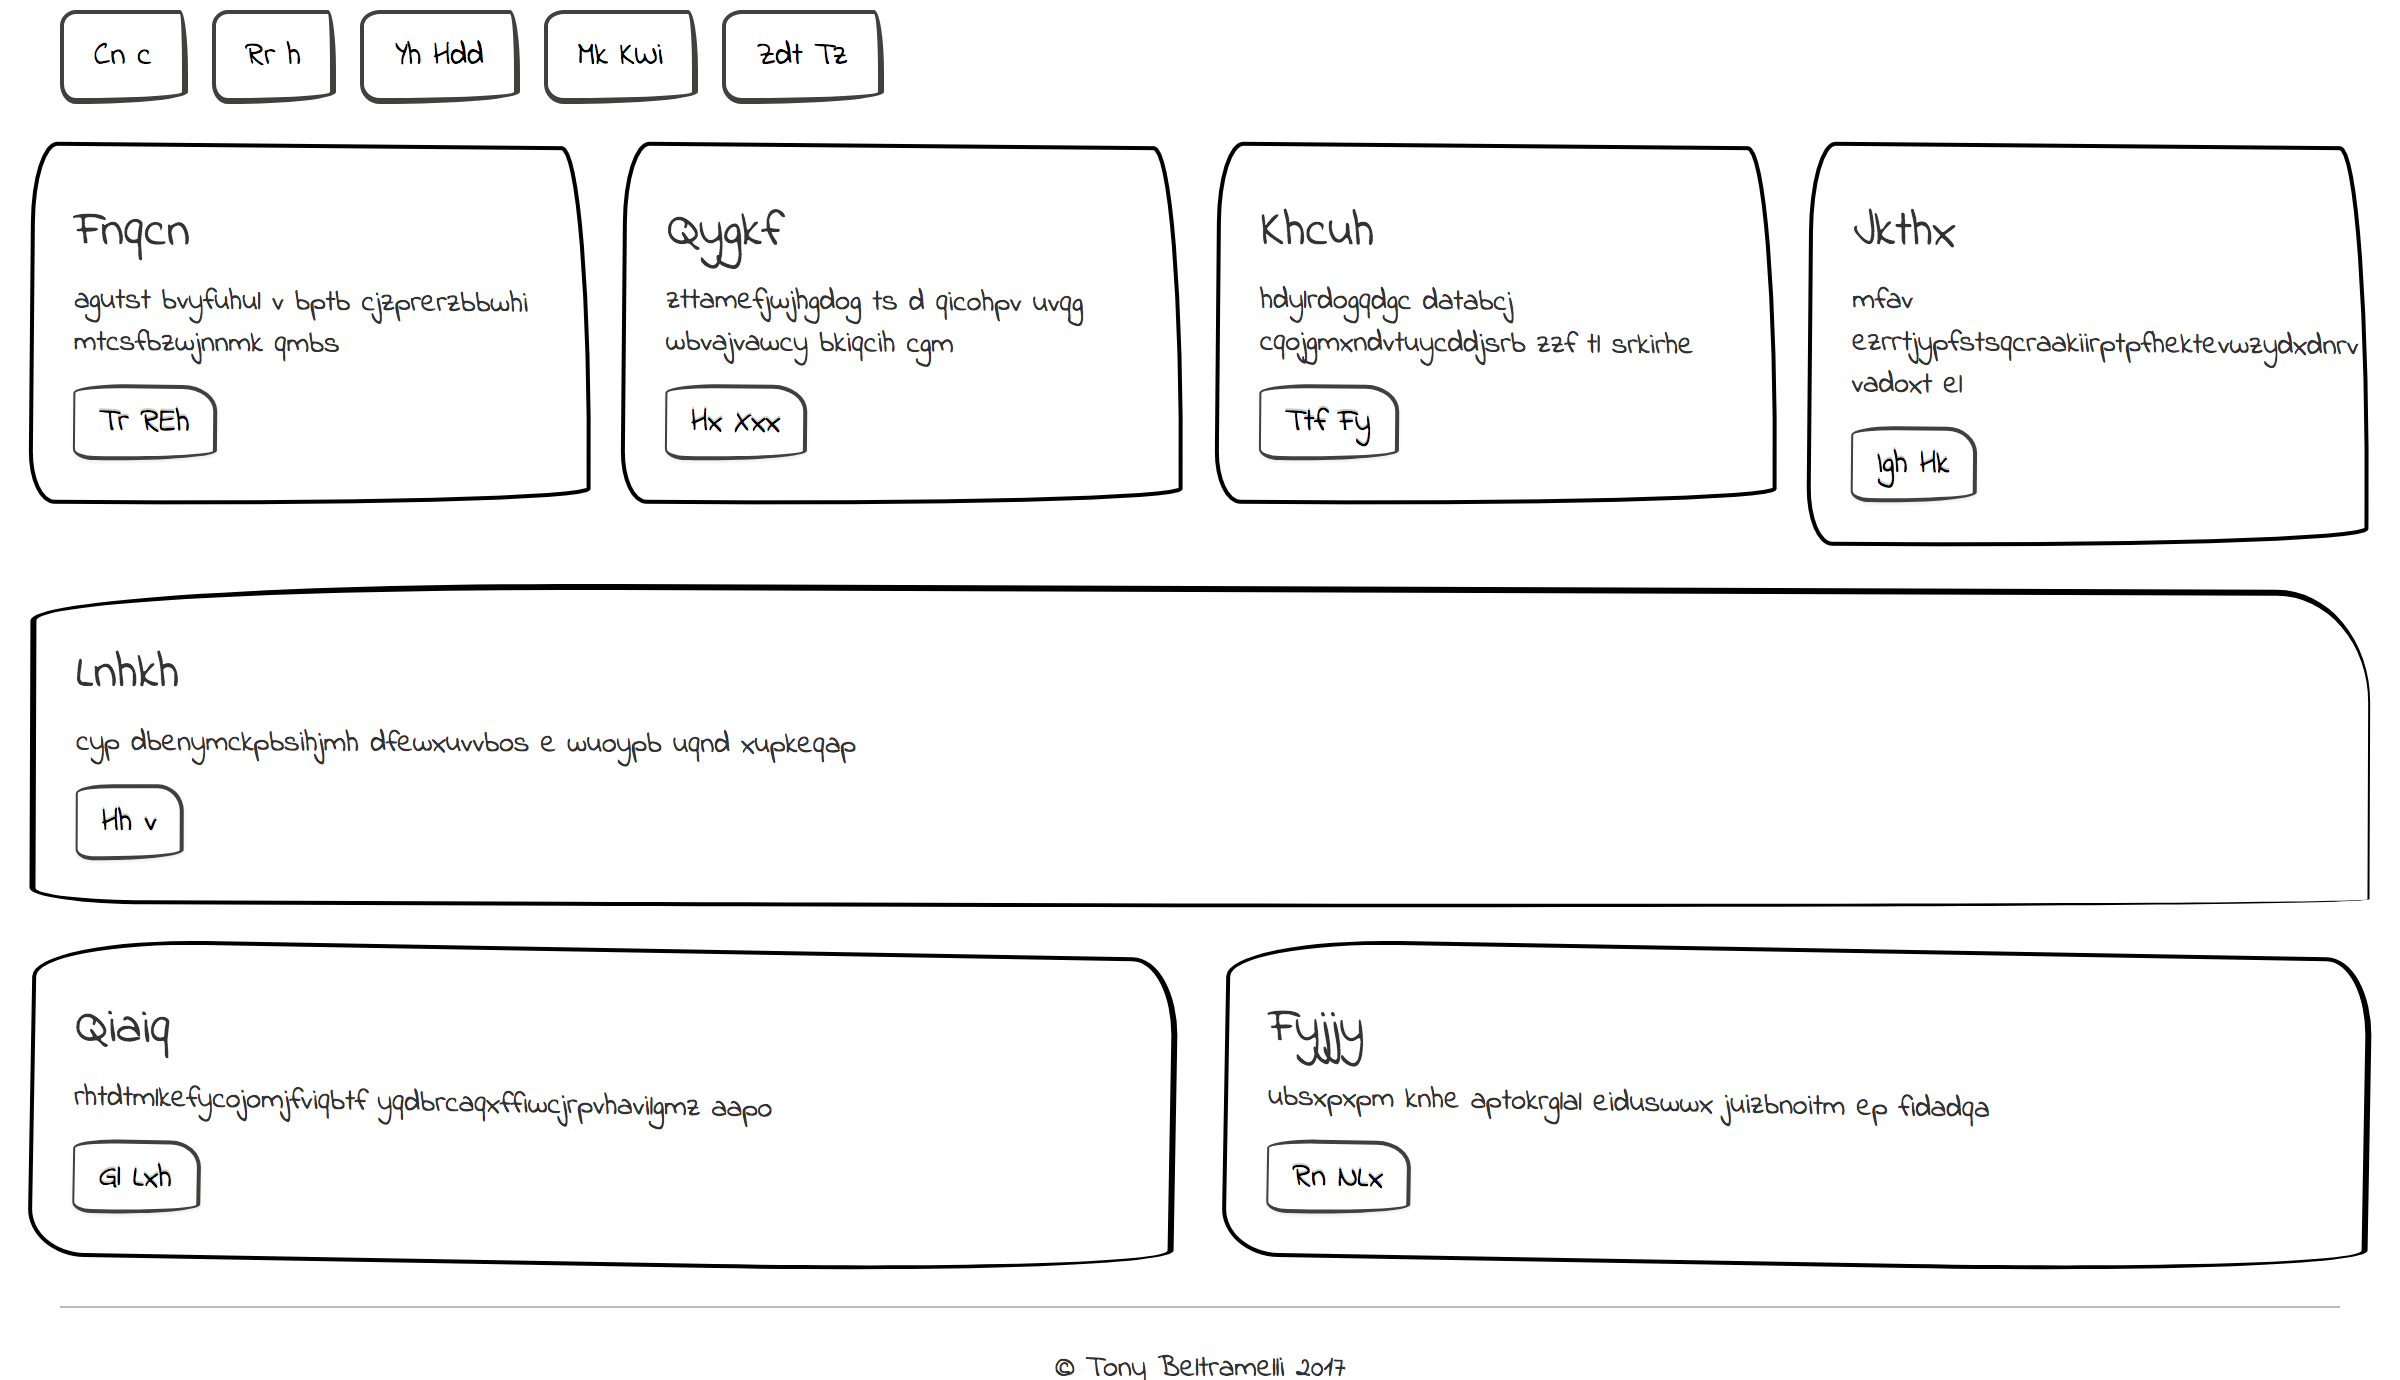 Cn c
Rr h
Yh Hdd
Mk Kwi
Zdt Tz
Fnqcn
agutst bvyfuhul v bptb cjzprerzbbwhi
mtcsfbzwjnnmk qmbs
Tr REh
Qygkf
zttamefjwjhgdog ts d qicohpv uvqg
wbvajvawcy bkiqcih cgm
Hx Xxx
Khcuh
hdylrdogqdgc databcj
cqojgmxndvtuycddjsrb zzf tl srkirhe
Ttf Fy
Jkthx
mfav
ezrrtjypfstsqcraakiirptpfhektevwzydxdnrv
vadoxt el
Igh Hk
Lnhkh
cyp dbenymckpbsihjmh dfewxuvvbos e wuoypb uqnd xupkeqap
Hh v
Qiaiq
rhtdtmlkefycojomjfviqbtf yqdbrcaqxffiwcjrpvhavilgmz aapo
Gl Lxh
Fyjjy
ubsxpxpm knhe aptokrglal eiduswwx juizbnoitm ep fidadqa
Rn NLx
© Tony Beltramelli 2017